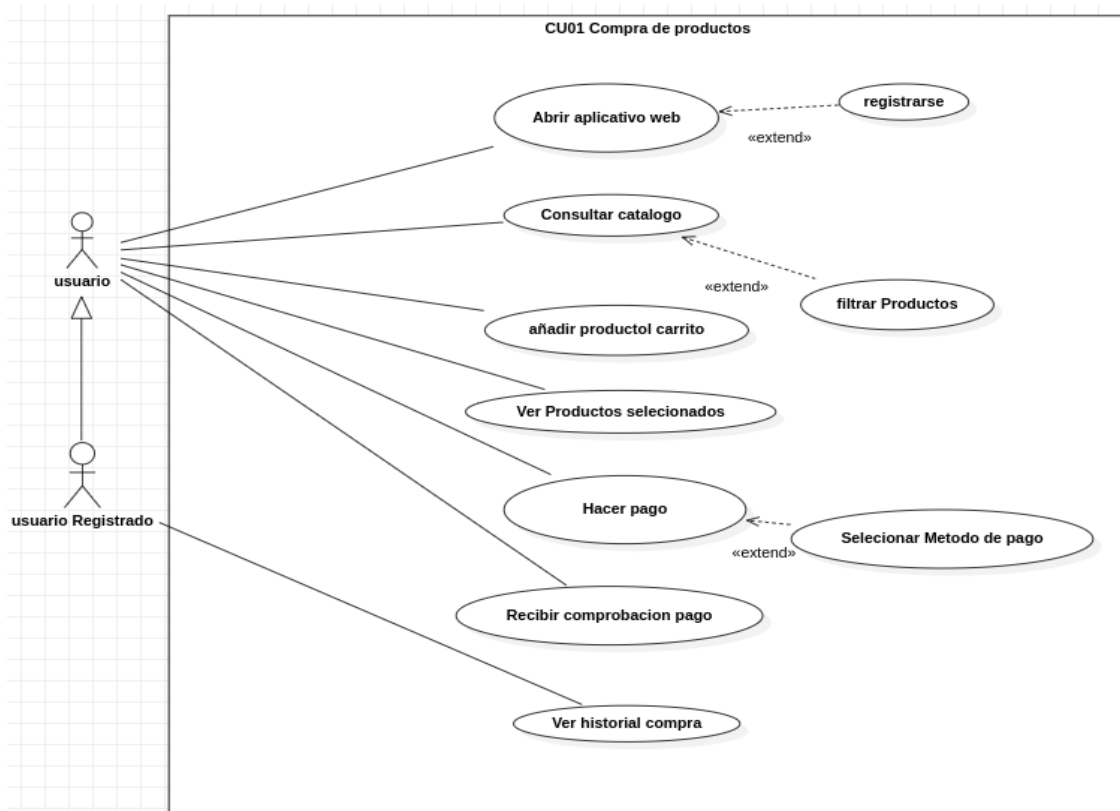 CU01 Compra de productos
Abrir aplicativo web
registrarse
«extend»
Consultar catalogo
usuario
«extend»
filtrar Productos
añadir productol carrito
Ver Productos selecionados
Hacer pago
usuario Registrado
Selecionar Metodo de pago
«extend»
Recibir comprobacion pago
Ver historial compra